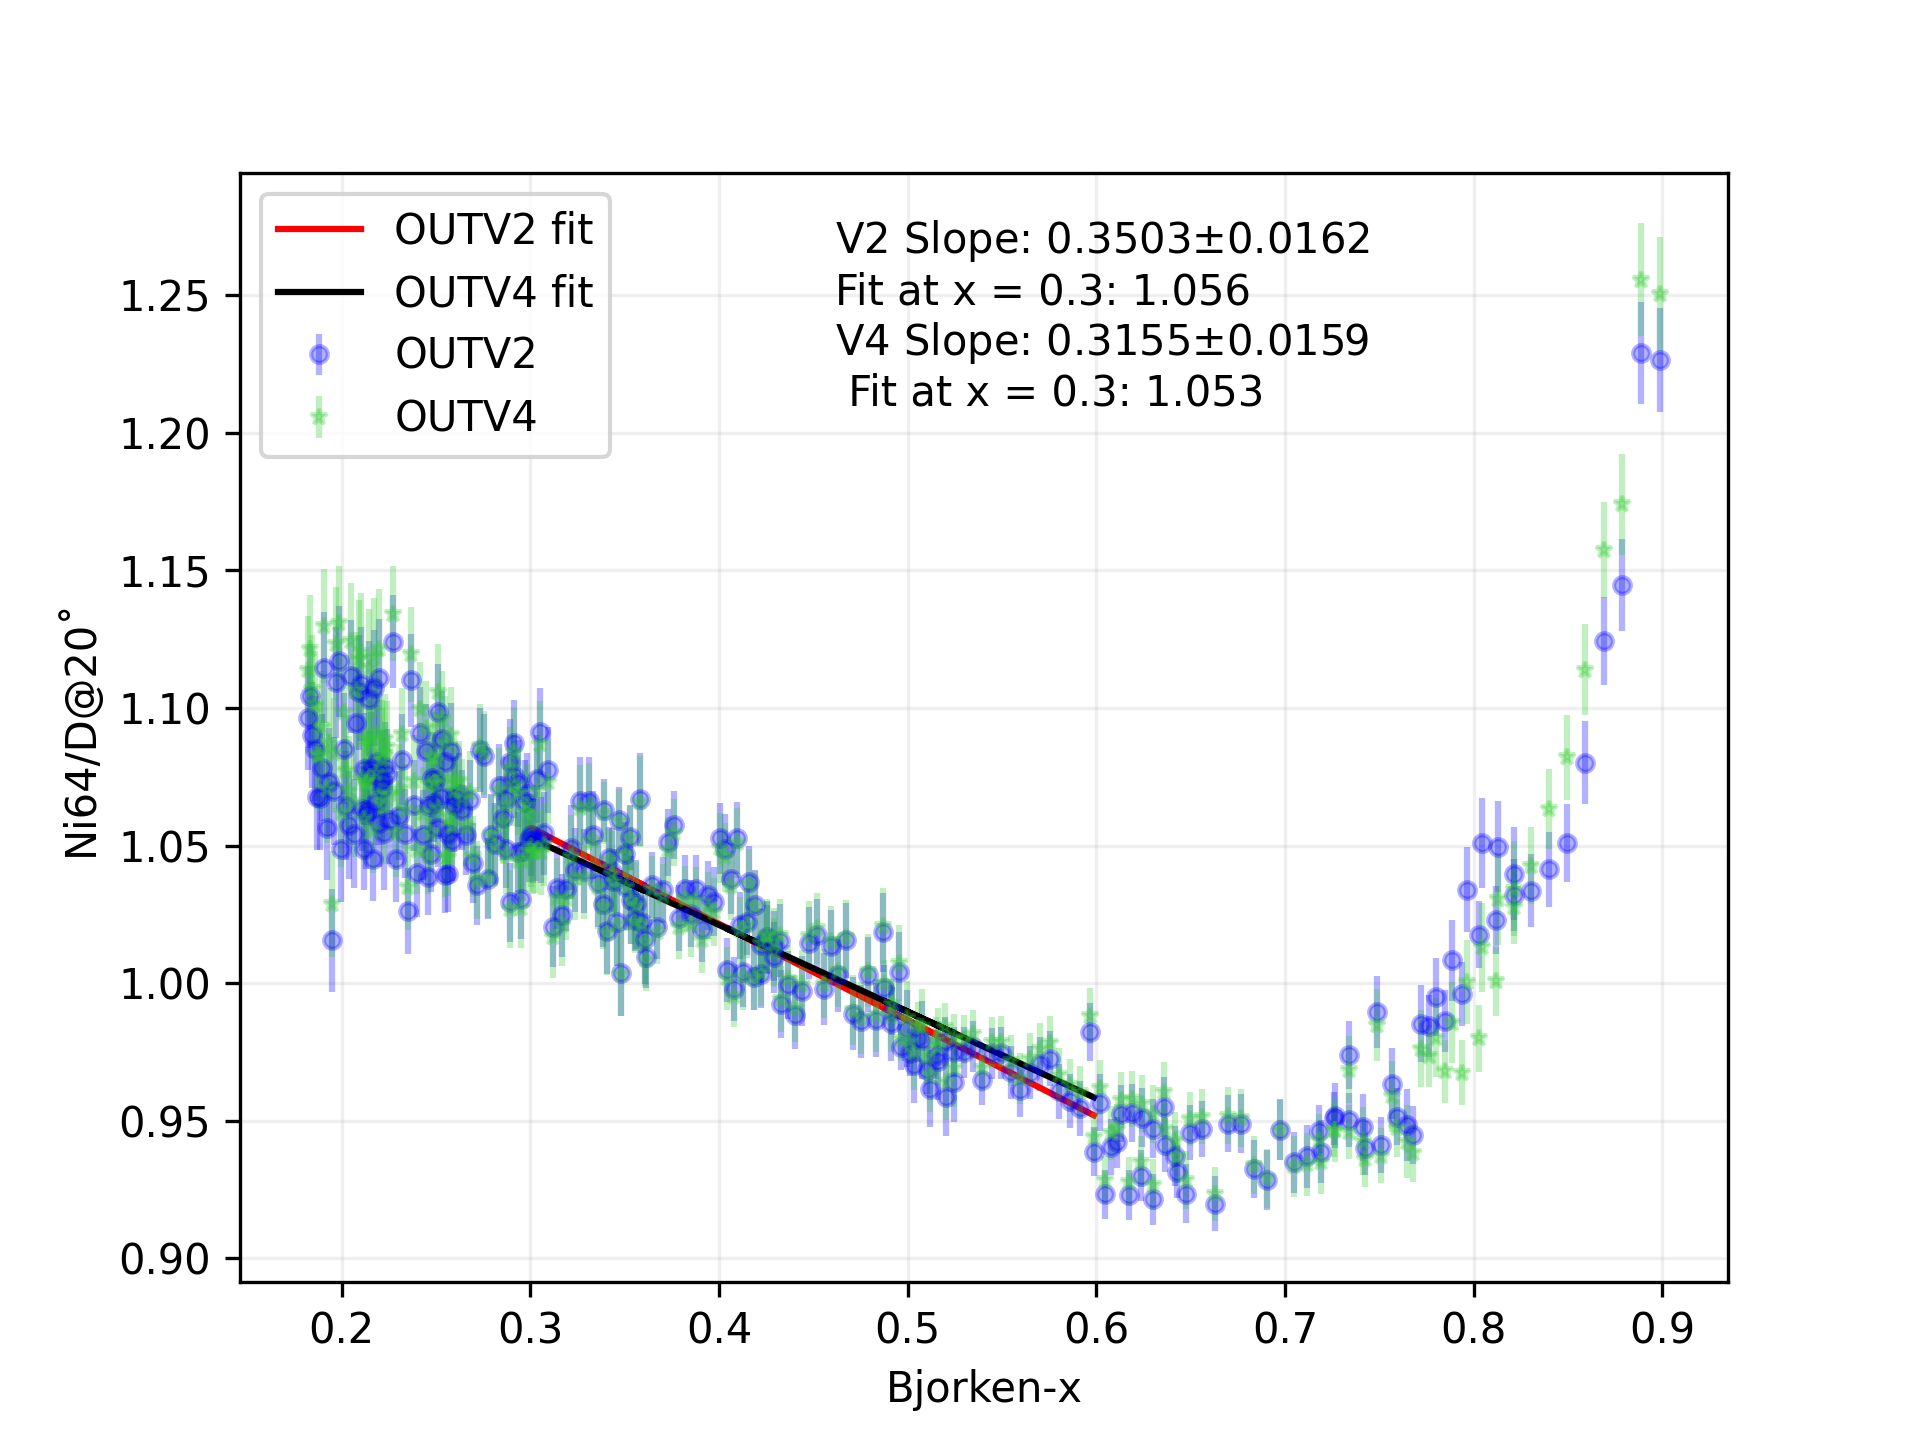 OUTV2 fit
OUTV4 fit
OUTV2
OUTV4
V2 Slope: 0.3503±0.0162
Fit at x = 0.3: 1.056
V4 Slope: 0.3155±0.0159
Fit at x = 0.3: 1.053
1.25
1.20
1.15
1.10
1.05
1.00
0.95
0.90
Ni64/D@20˚
0.2 0.3 0.4 0.5 0.6 0.7 0.8 0.9
Bjorken-x